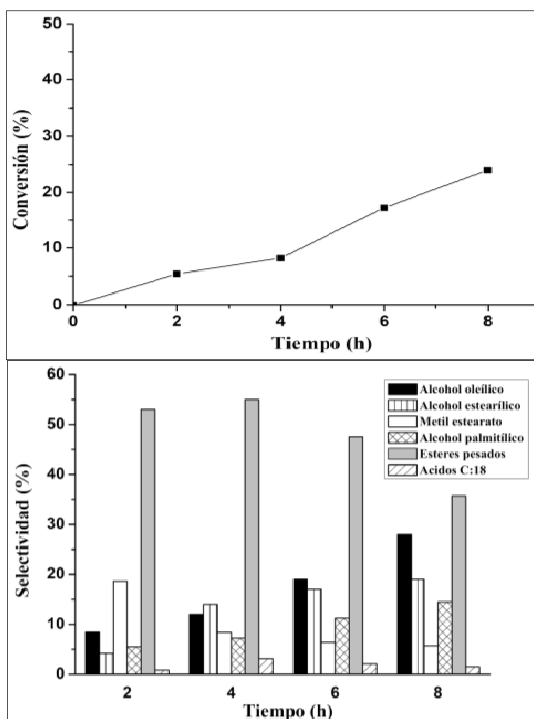 50
40
30
20
10
0
Conversión (%)
0 2 4 6 8
Tiempo (h)
60
50
40
30
20
10
0
Selectividad (%)
Alcohol oleílico
Alcohol estearílico
Metil estearato
Alcohol palmitílico
Esteres pesados
Acidos C:18
2 4 6 8
Tiempo (h)